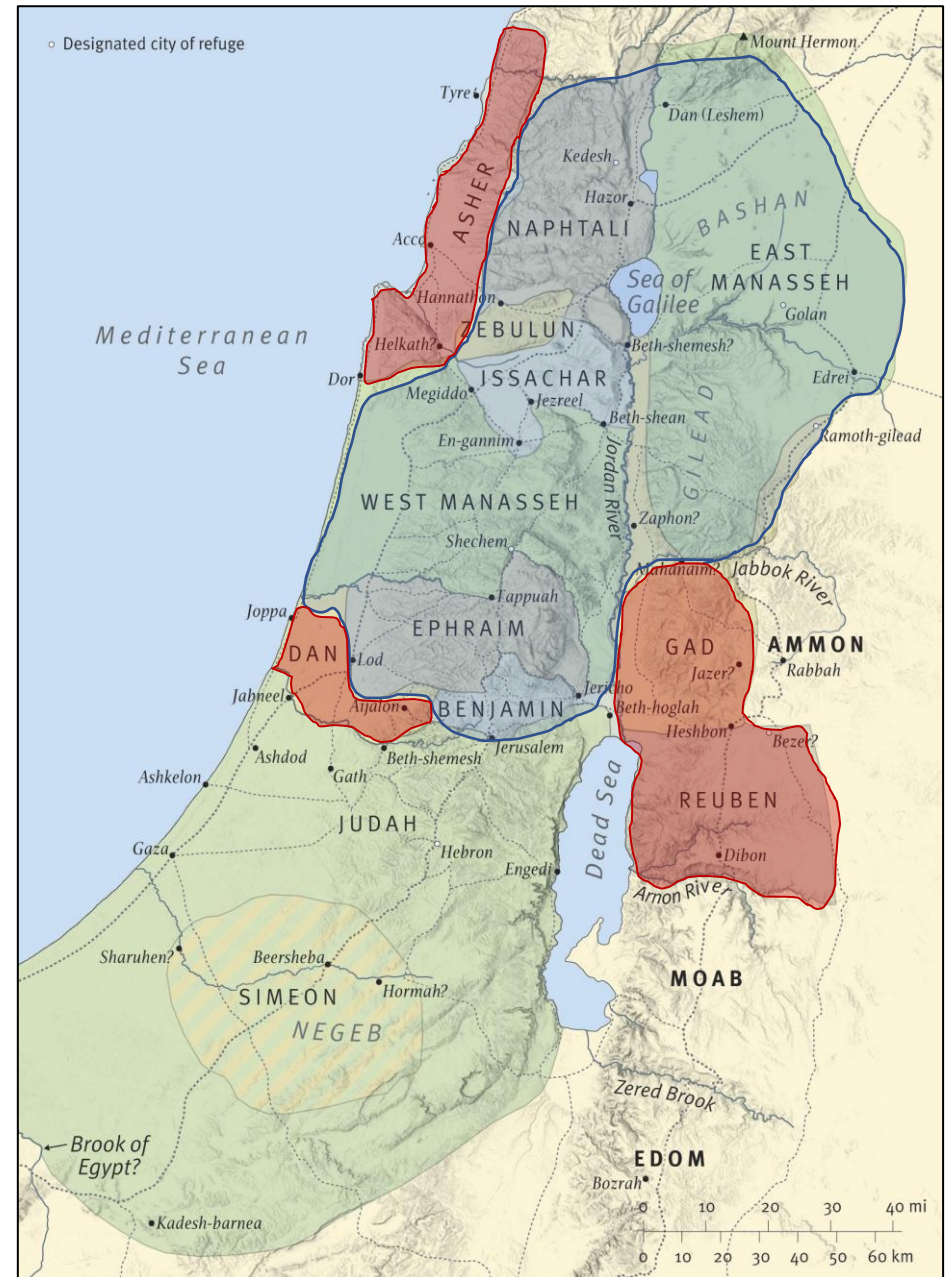 Designated city of refuge
Mount Hermon
Tyre
Dan (Leshem)
Kedesh
Hazor
ASHER
NAPHTALI
BASHAN
EAST
MANASSEH
Acco
Sea of
Galilee
Golan
Hannathon
Mediterranean
Sea
ZEBULUN
Helkath?
Beth-shemesh?
Dor
ISSACHAR
Edrei
Megiddo
Jezreel
GILEAD
Beth-shean
Ramoth-gilead
En-gannim
Jordan River
WEST MANASSEH
Zaphon?
Shechem
Mahanaim?
Jabbok River
Tappuah
Joppa
EPHRAIM
DAN
GAD
AMMON
Lod
Jazer?
Rabbah
Jericho
Jabneel
Aijalon
BENJAMIN
Beth-hoglah
Heshbon
Bezer?
Jerusalem
Ashdod
Beth-shemesh
Gath
Ashkelon
REUBEN
JUDAH
Dead Sea
Gaza
Hebron
Dibon
Engedi
Arnon River
Sharuhen?
Beersheba
SIMEON
Hormah?
MOAB
NEGEB
Zered Brook
Brook of
Egypt?
EDOM
Bozrah
0 10 20 40 mi
Kadesh-barnea
0 10 20 30 40 50 60 km